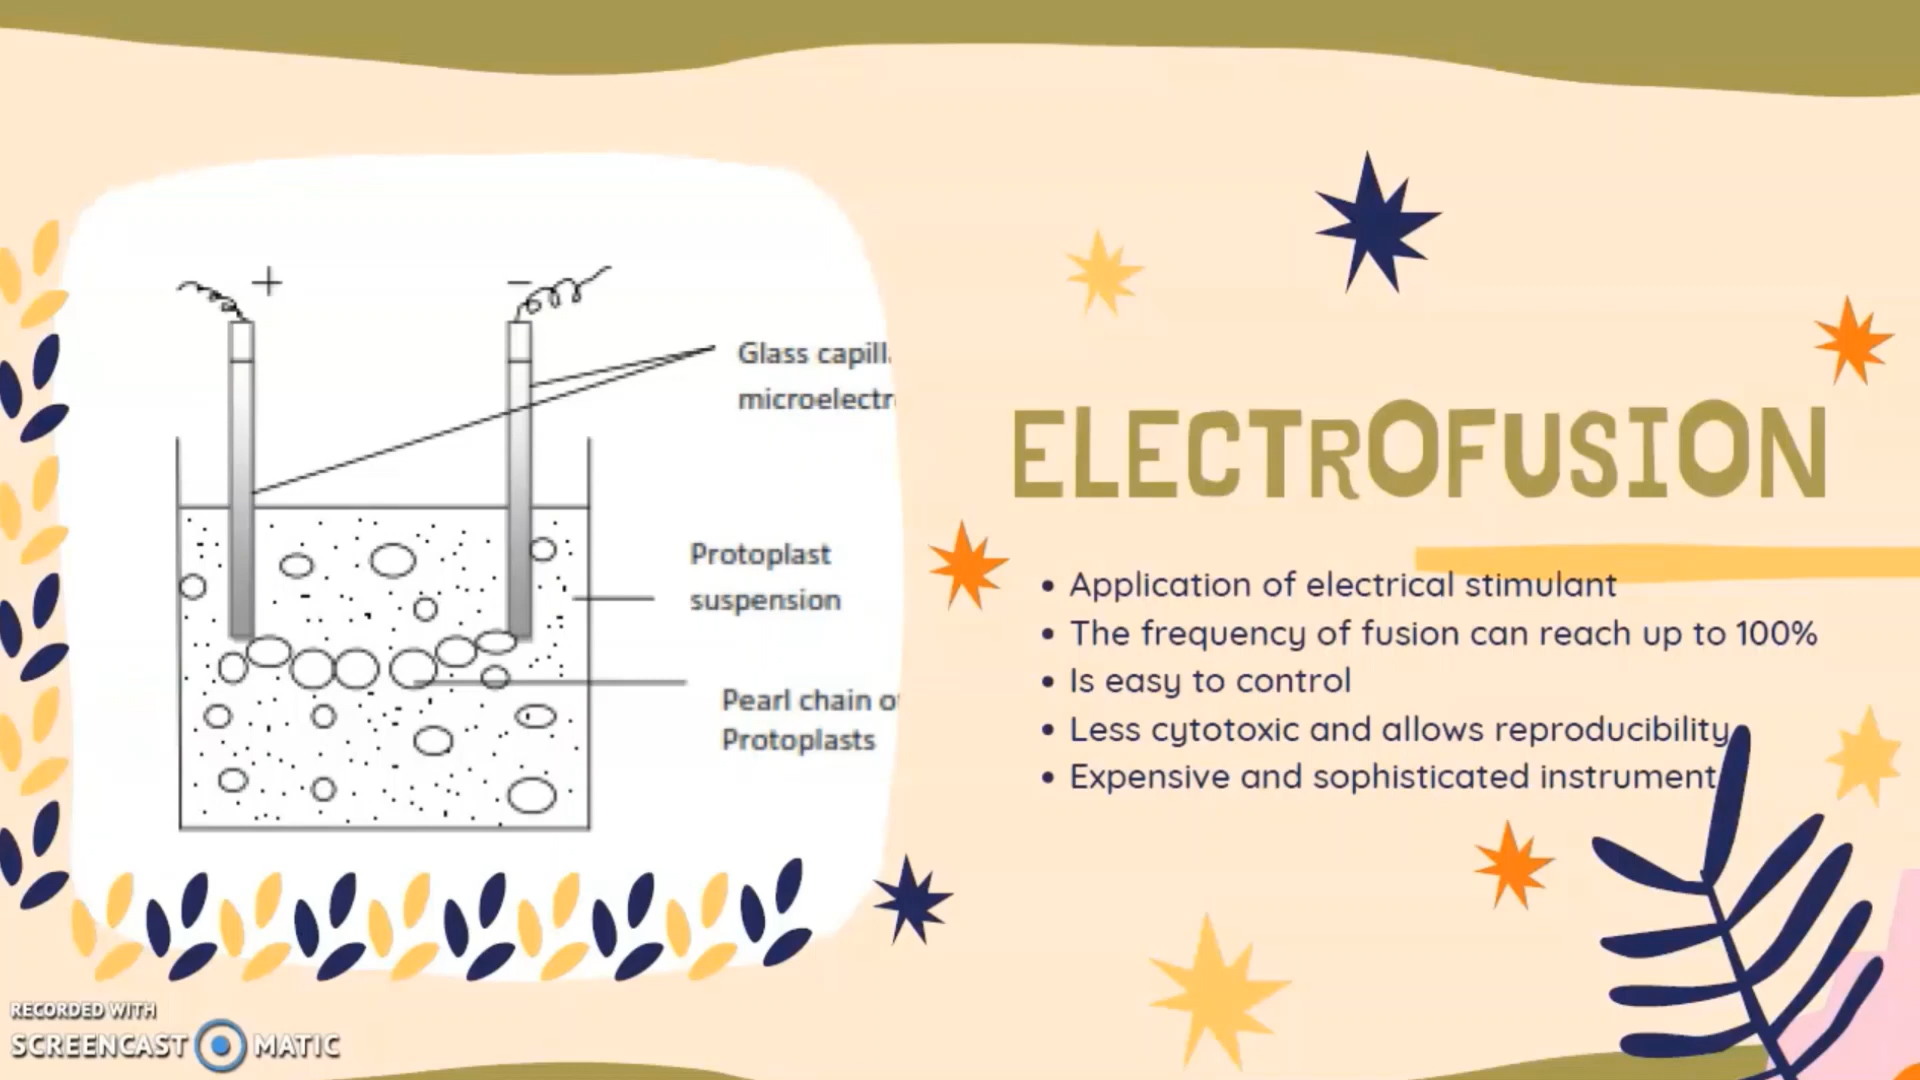 + −
Glass capill
microelectr
Protoplast
suspension
Pearl chain o
Protoplasts
ELECTROFUSION
• Application of electrical stimulant
• The frequency of fusion can reach up to 100%
• Is easy to control
• Less cytotoxic and allows reproducibility
• Expensive and sophisticated instrument
RECORDED WITH
SCREENCAST MATIC